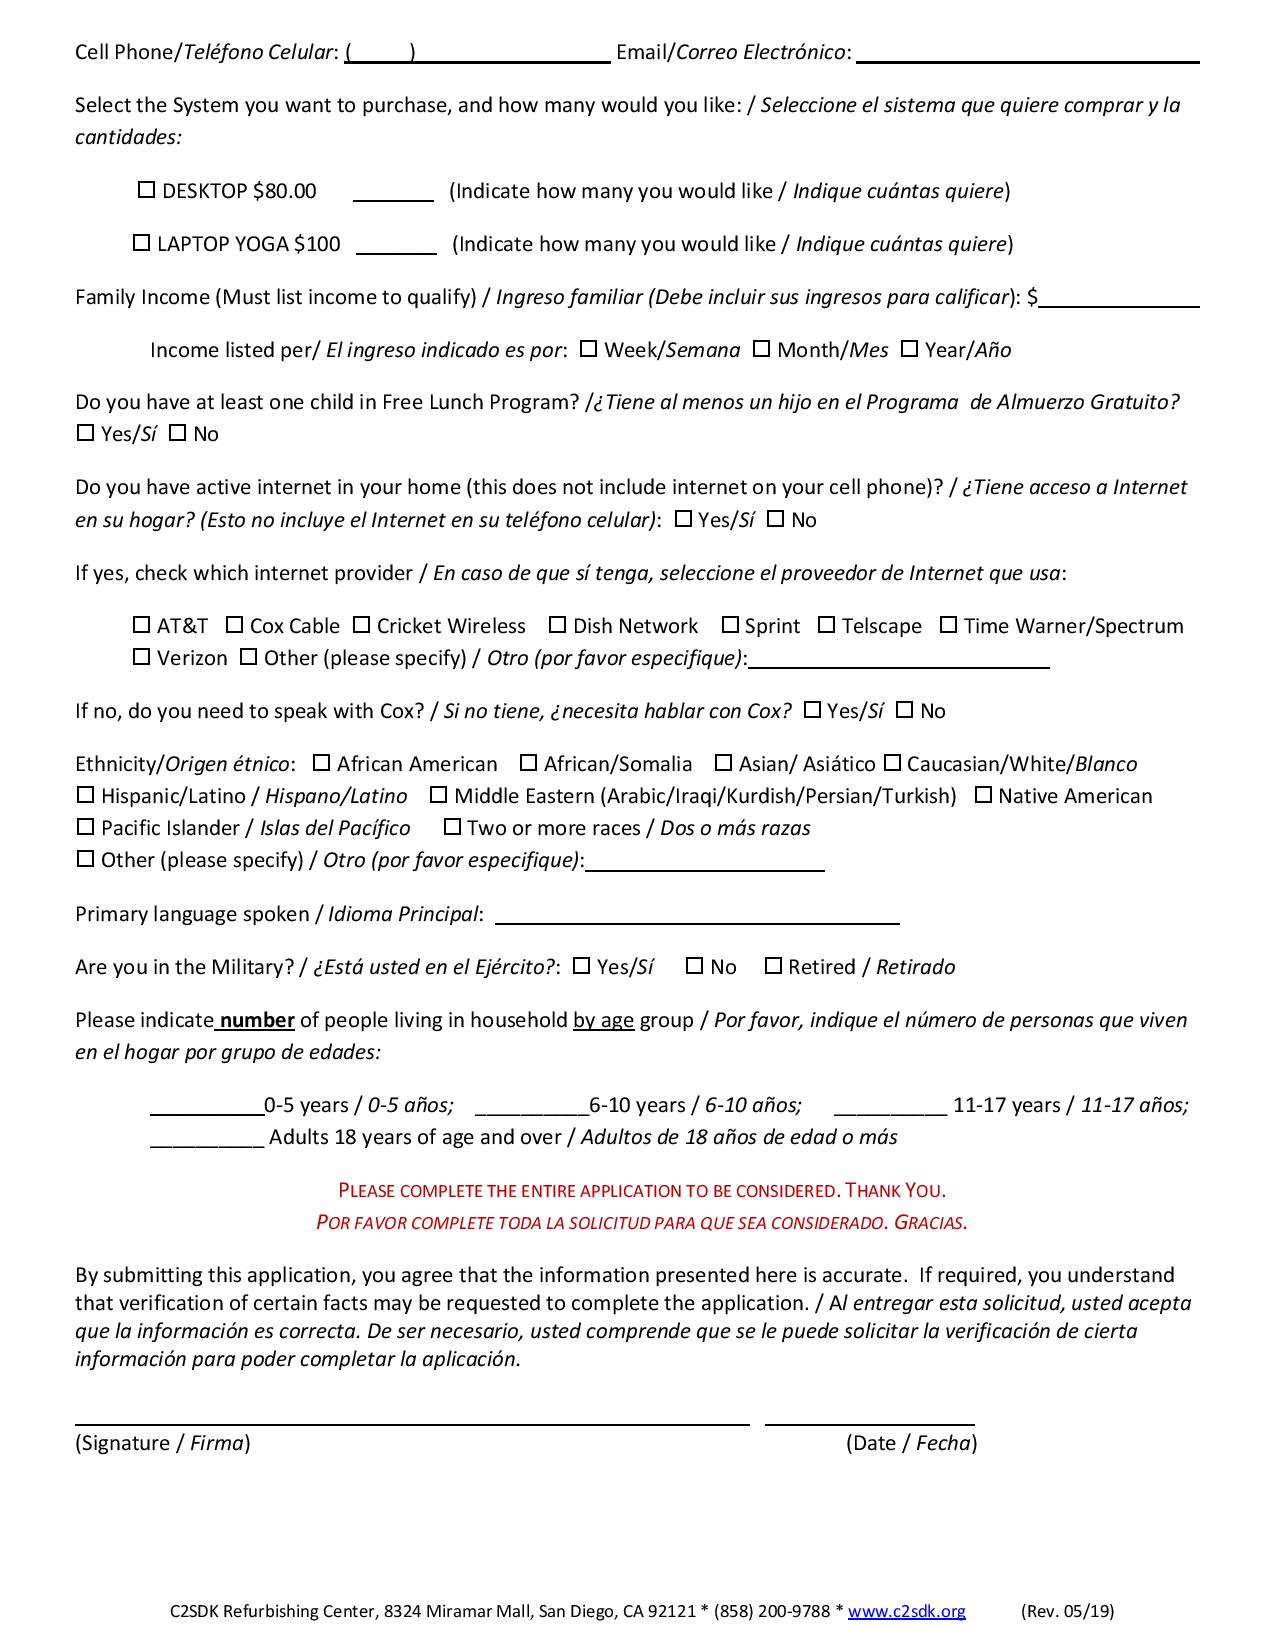 Cell Phone/Teléfono Celular: (          ) Email/Correo Electrónico:
Select the System you want to purchase, and how many would you like: / Seleccione el sistema que quiere comprar y la
cantidades:
☐ DESKTOP $80.00 _______ (Indicate how many you would like / Indique cuántas quiere)
☐ LAPTOP YOGA $100 _______ (Indicate how many you would like / Indique cuántas quiere)
Family Income (Must list income to qualify) / Ingreso familiar (Debe incluir sus ingresos para calificar): $______________
Income listed per/ El ingreso indicado es por: ☐ Week/Semana ☐ Month/Mes ☐ Year/Año
Do you have at least one child in Free Lunch Program? /¿Tiene al menos un hijo en el Programa de Almuerzo Gratuito?
☐ Yes/Sí ☐ No
Do you have active internet in your home (this does not include internet on your cell phone)? / ¿Tiene acceso a Internet
en su hogar? (Esto no incluye el Internet en su teléfono celular): ☐ Yes/Sí ☐ No
If yes, check which internet provider / En caso de que sí tenga, seleccione el proveedor de Internet que usa:
☐ AT&T ☐ Cox Cable ☐ Cricket Wireless ☐ Dish Network ☐ Sprint ☐ Telscape ☐ Time Warner/Spectrum
☐ Verizon ☐ Other (please specify) / Otro (por favor especifique):__________________________
If no, do you need to speak with Cox? / Si no tiene, ¿necesita hablar con Cox? ☐ Yes/Sí ☐ No
Ethnicity/Origen étnico: ☐ African American ☐ African/Somalia ☐ Asian/ Asiático ☐ Caucasian/White/Blanco
☐ Hispanic/Latino / Hispano/Latino ☐ Middle Eastern (Arabic/Iraqi/Kurdish/Persian/Turkish) ☐ Native American
☐ Pacific Islander / Islas del Pacífico ☐ Two or more races / Dos o más razas
☐ Other (please specify) / Otro (por favor especifique):_____________________
Primary language spoken / Idioma Principal: ___________________________________
Are you in the Military? / ¿Está usted en el Ejército?: ☐ Yes/Sí ☐ No ☐ Retired / Retirado
Please indicate number of people living in household by age group / Por favor, indique el número de personas que viven
en el hogar por grupo de edades:
__________0-5 years / 0-5 años; __________6-10 years / 6-10 años; __________ 11-17 years / 11-17 años;
__________ Adults 18 years of age and over / Adultos de 18 años de edad o más
PLEASE COMPLETE THE ENTIRE APPLICATION TO BE CONSIDERED. THANK YOU.
POR FAVOR COMPLETE TODA LA SOLICITUD PARA QUE SEA CONSIDERADO. GRACIAS.
By submitting this application, you agree that the information presented here is accurate. If required, you understand
that verification of certain facts may be requested to complete the application. / Al entregar esta solicitud, usted acepta
que la información es correcta. De ser necesario, usted comprende que se le puede solicitar la verificación de cierta
información para poder completar la aplicación.
(Signature / Firma) (Date / Fecha)
C2SDK Refurbishing Center, 8324 Miramar Mall, San Diego, CA 92121 * (858) 200-9788 * www.c2sdk.org (Rev. 05/19)